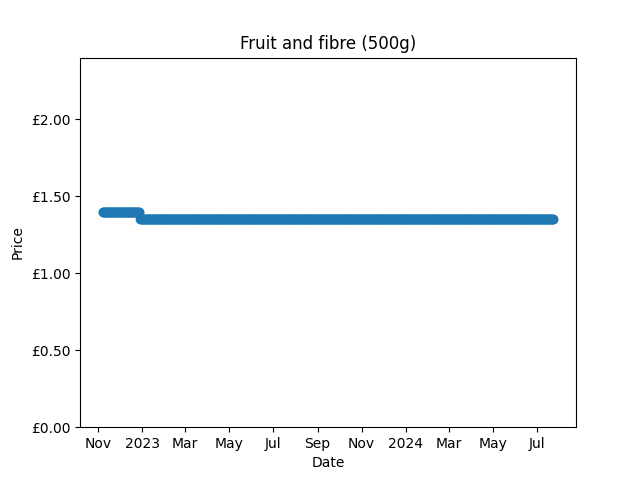 Fruit and fibre (500g)
£2.00
£1.50
£1.00
£0.50
£0.00
Price
Nov 2023 Mar May Jul Sep Nov 2024 Mar May Jul
Date